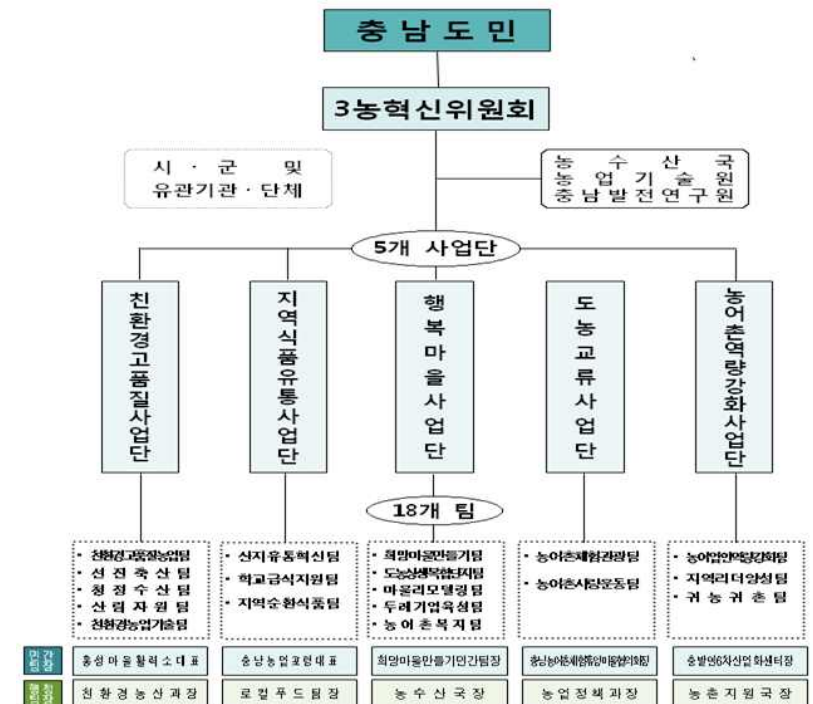 충남도민
3농혁신위원회
시·군 및
유관기관·단체
농수산국
농업기술원
충남발전연구원
5개 사업단
친환경고품질사업단
지역식품유통사업단
행복마을사업단
도농교류사업단
농어촌역량강화사업단
18개 팀
▪ 친환경고품질농업팀
▪ 선진축산팀
▪ 청정수산팀
▪ 산림자원팀
▪ 친환경농업기술팀
▪ 산지유통혁신팀
▪ 학교급식지원팀
▪ 지역순환식품팀
▪ 희망마을만들기팀
▪ 도농상생복합단지팀
▪ 마을리모델링팀
▪ 두레기업육성팀
▪ 농어촌복지팀
▪ 농어촌체험관광팀
▪ 농어촌사랑운동팀
▪ 농어업인역량강화팀
▪ 지역리더양성팀
▪ 귀농귀촌팀
민간팀장
홍성마을활력소대표
충남농업포럼대표
희망마을만들기민간팀장
충남농어촌체험휴양마을협의회장
충발연6차산업화센터장
친환경농산과장
로컬푸드팀장
농수산국장
농업정책과장
농촌지원국장